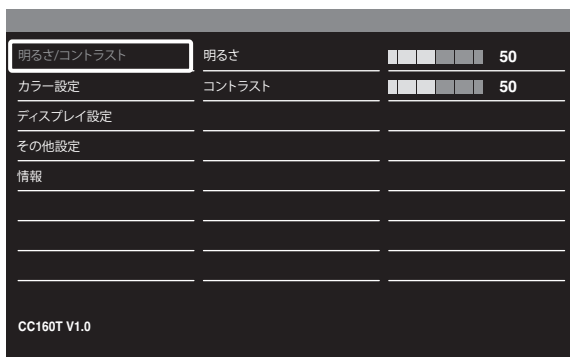 明るさ/コントラスト 明るさ 50
カラー設定 コントラスト 50
ディスプレイ設定
その他設定
情報
CC160T V1.0